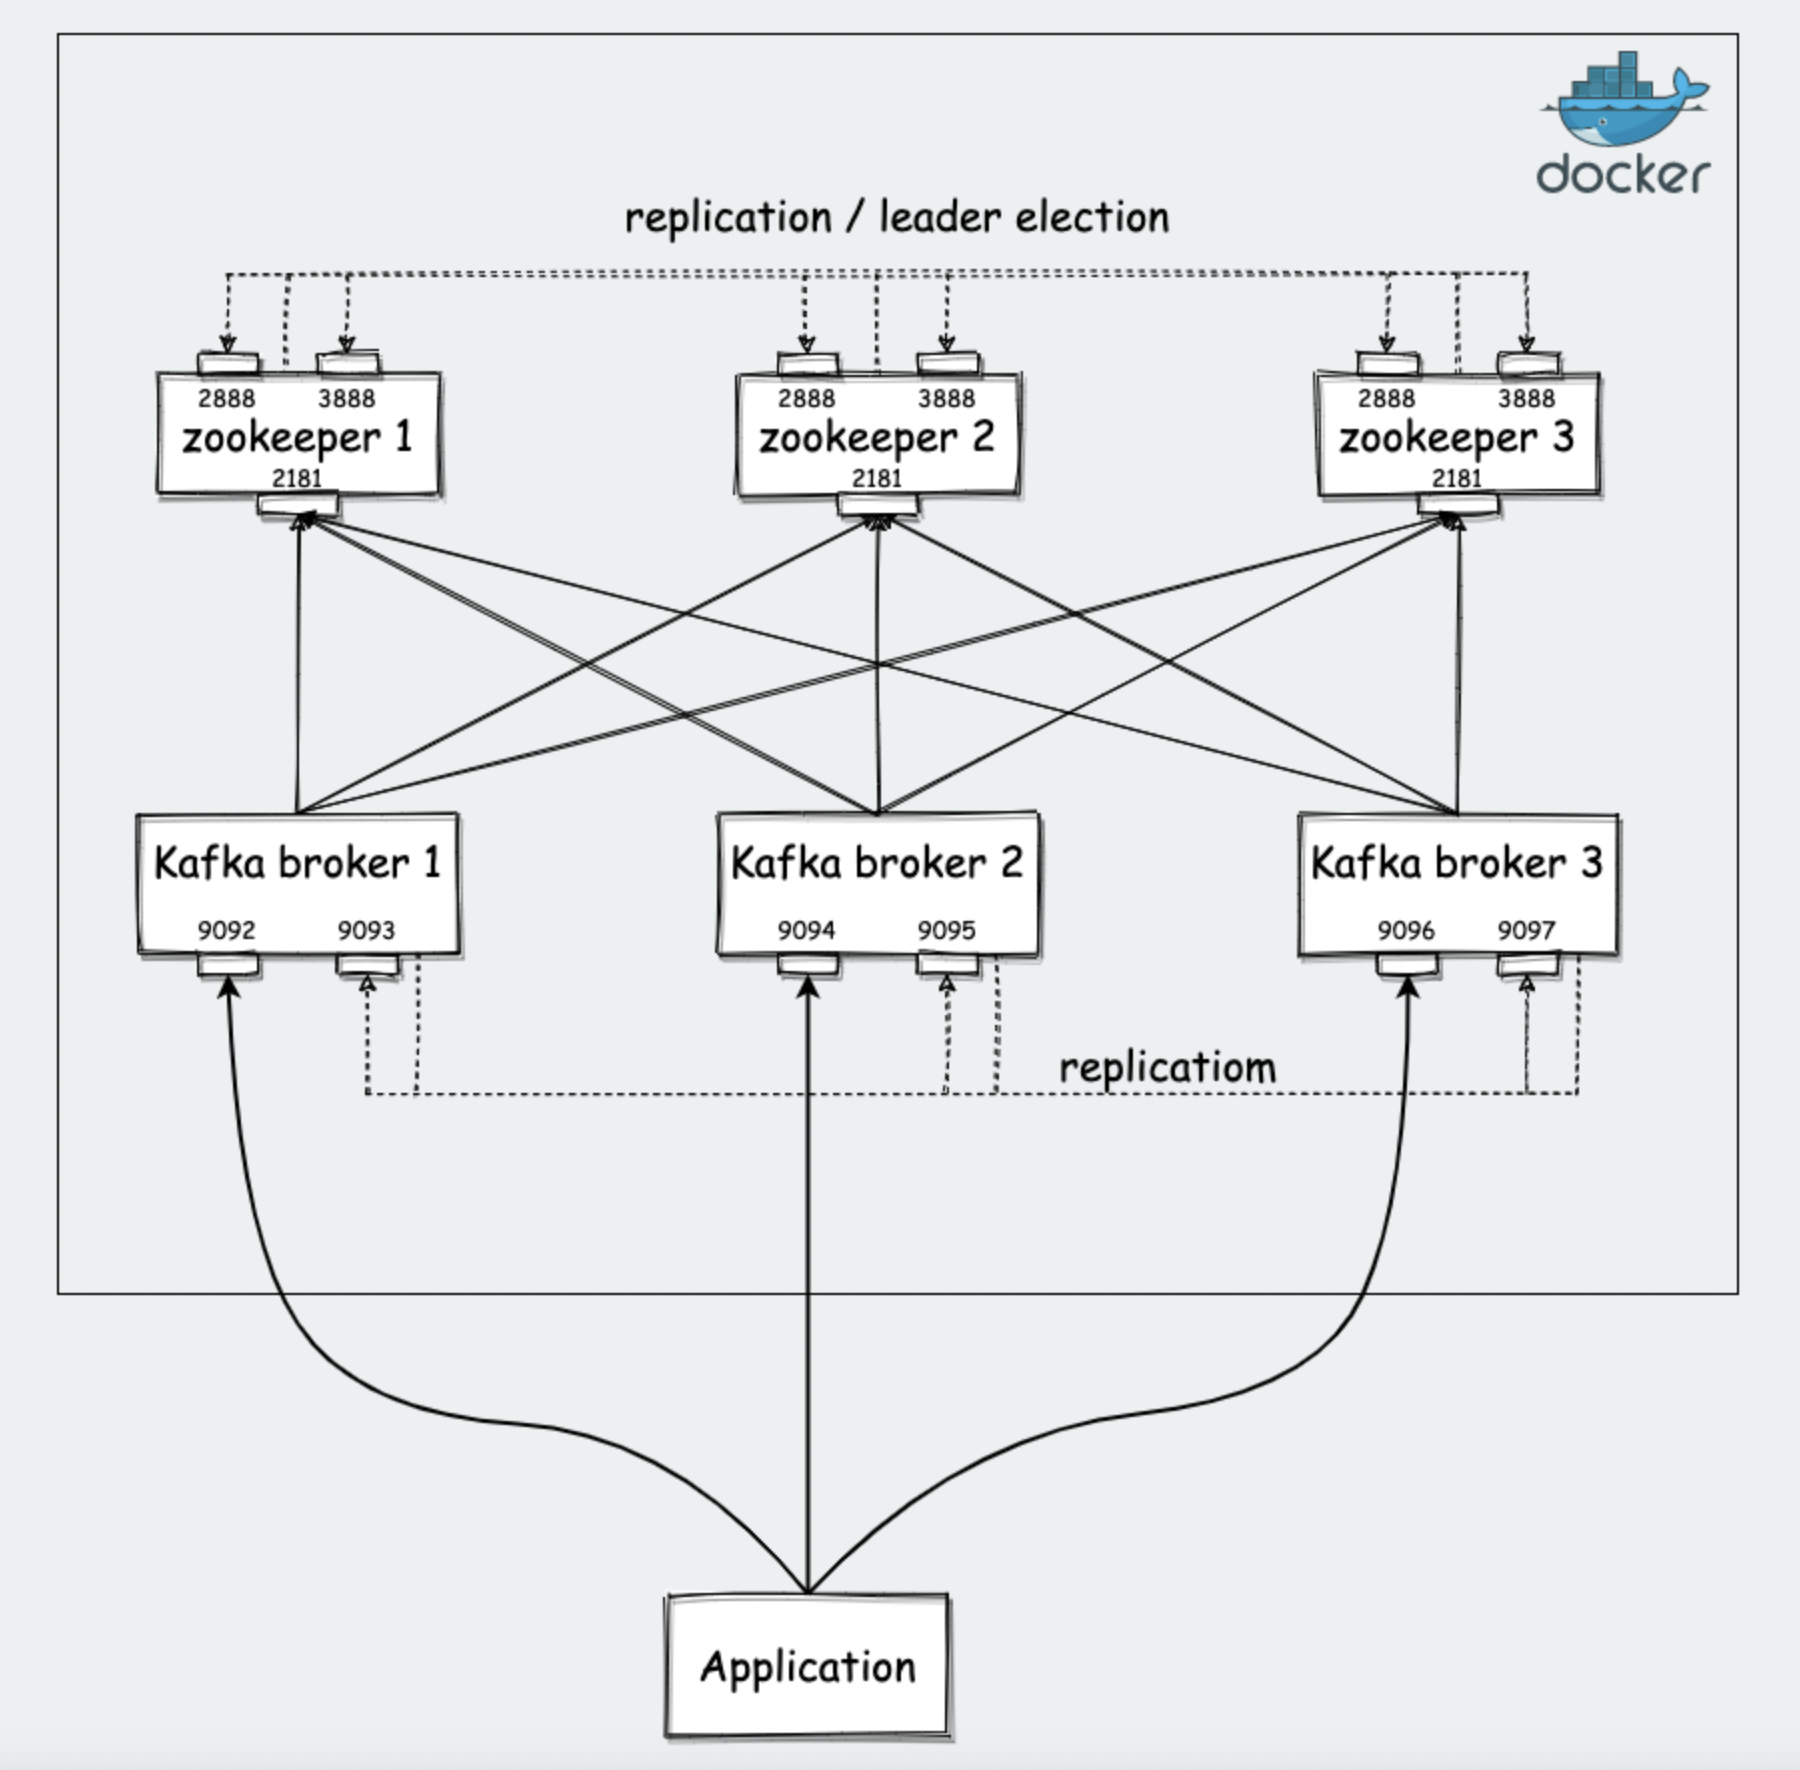 docker
replication / leader election
2888 3888 2888 3888 2888 3888
zookeeper 1 zookeeper 2 zookeeper 3
2181 2181 2181
Kafka broker 1 Kafka broker 2 Kafka broker 3
9092 9093 9094 9095 9096 9097
replicatiom
Application